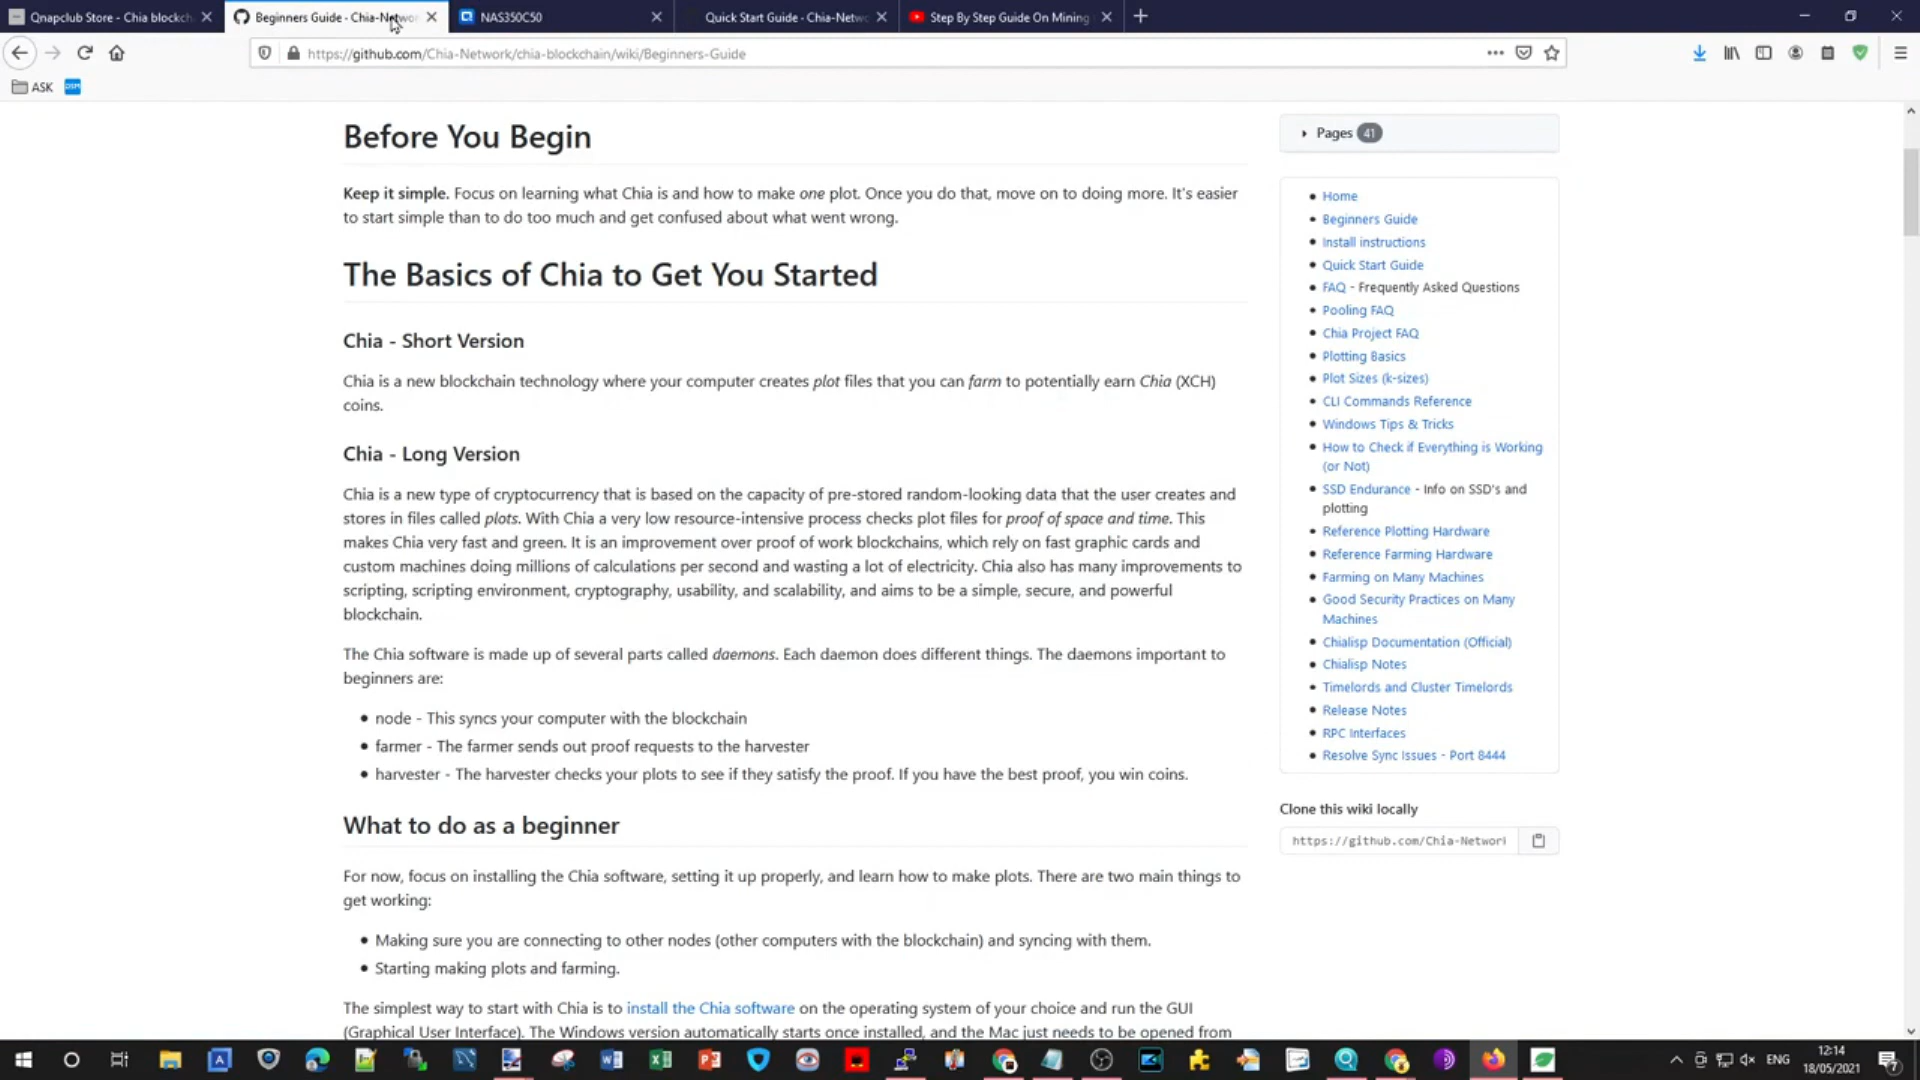 Qnapclub Store - Chia blockch
Beginners Guide - Chia-Networ
NAS350C50
Quick Start Guide - Chia-Netwo
Step By Step Guide On Mining
https://github.com/Chia-Network/chia-blockchain/wiki/Beginners-Guide
ASK
DSM
Before You Begin
Keep it simple. Focus on learning what Chia is and how to make one plot. Once you do that, move on to doing more. It's easier
to start simple than to do too much and get confused about what went wrong.
The Basics of Chia to Get You Started
Chia - Short Version
Chia is a new blockchain technology where your computer creates plot files that you can farm to potentially earn Chia (XCH)
coins.
Chia - Long Version
Chia is a new type of cryptocurrency that is based on the capacity of pre-stored random-looking data that the user creates and
stores in files called plots. With Chia a very low resource-intensive process checks plot files for proof of space and time. This
makes Chia very fast and green. It is an improvement over proof of work blockchains, which rely on fast graphic cards and
custom machines doing millions of calculations per second and wasting a lot of electricity. Chia also has many improvements to
scripting, scripting environment, cryptography, usability, and scalability, and aims to be a simple, secure, and powerful
blockchain.
The Chia software is made up of several parts called daemons. Each daemon does different things. The daemons important to
beginners are:
node - This syncs your computer with the blockchain
farmer - The farmer sends out proof requests to the harvester
harvester - The harvester checks your plots to see if they satisfy the proof. If you have the best proof, you win coins.
What to do as a beginner
For now, focus on installing the Chia software, setting it up properly, and learn how to make plots. There are two main things to
get working:
Making sure you are connecting to other nodes (other computers with the blockchain) and syncing with them.
Starting making plots and farming.
The simplest way to start with Chia is to install the Chia software on the operating system of your choice and run the GUI
(Graphical User Interface). The Windows version automatically starts once installed, and the Mac just needs to be opened from
Pages 41
Home
Beginners Guide
Install instructions
Quick Start Guide
FAQ - Frequently Asked Questions
Pooling FAQ
Chia Project FAQ
Plotting Basics
Plot Sizes (k-sizes)
CLI Commands Reference
Windows Tips & Tricks
How to Check if Everything is Working
(or Not)
SSD Endurance - Info on SSD's and
plotting
Reference Plotting Hardware
Reference Farming Hardware
Farming on Many Machines
Good Security Practices on Many
Machines
Chialisp Documentation (Official)
Chialisp Notes
Timelords and Cluster Timelords
Release Notes
RPC Interfaces
Resolve Sync Issues - Port 8444
Clone this wiki locally
https://github.com/Chia-Networ
ENG
12:14
18/05/2021
7